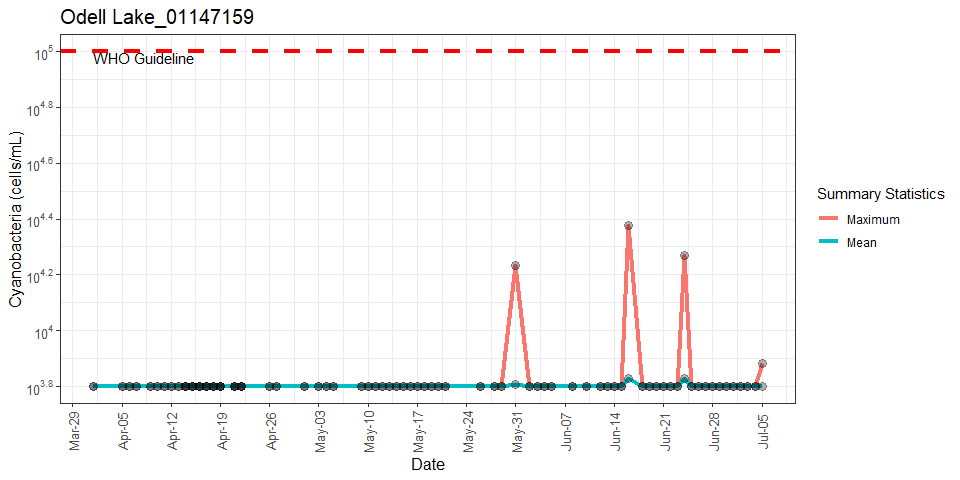 Odell Lake_01147159
Cyanobacteria (cells/mL)
10^5
10^4.8
10^4.6
10^4.4
10^4.2
10^4
10^3.8
WHO Guideline
Mar-29
Apr-05
Apr-12
Apr-19
Apr-26
May-03
May-10
May-17
May-24
May-31
Jun-07
Jun-14
Jun-21
Jun-28
Jul-05
Date
Summary Statistics
Maximum
Mean